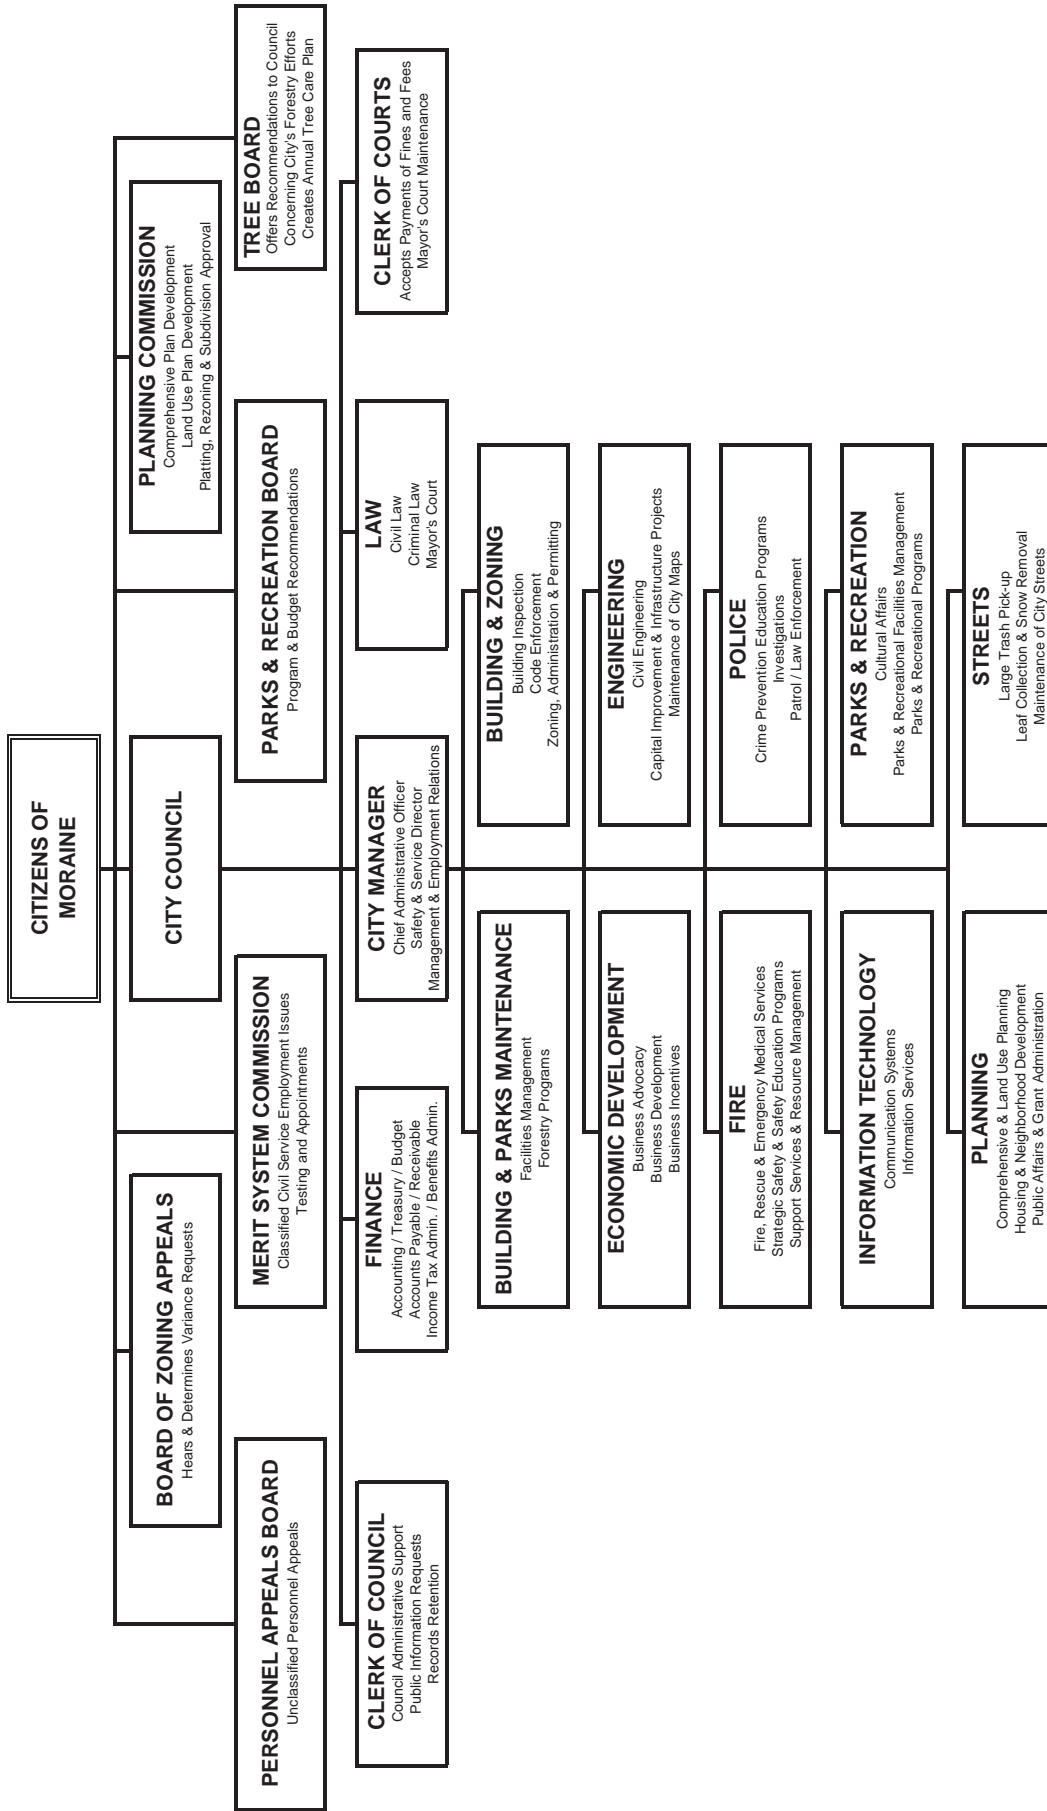 CITIZENS OF
MORAINE
BOARD OF ZONING APPEALS
Hears & Determines Variance Requests
CITY COUNCIL
PLANNING COMMISSION
Comprehensive Plan Development
Land Use Plan Development
Platting, Rezoning & Subdivision Approval
PERSONNEL APPEALS BOARD
Unclassified Personnel Appeals
MERIT SYSTEM COMMISSION
Classified Civil Service Employment Issues
Testing and Appointments
PARKS & RECREATION BOARD
Program & Budget Recommendations
TREE BOARD
Offers Recommendations to Council
Concerning City's Forestry Efforts
Creates Annual Tree Care Plan
CLERK OF COUNCIL
Council Administrative Support
Public Information Requests
Records Retention
FINANCE
Accounting / Treasury / Budget
Accounts Payable / Receivable
Income Tax Admin. / Benefits Admin.
CITY MANAGER
Chief Administrative Officer
Safety & Service Director
Management & Employment Relations
LAW
Civil Law
Criminal Law
Mayor's Court
CLERK OF COURTS
Accepts Payments of Fines and Fees
Mayor's Court Maintenance
BUILDING & PARKS MAINTENANCE
Facilities Management
Forestry Programs
BUILDING & ZONING
Building Inspection
Code Enforcement
Zoning, Administration & Permitting
ECONOMIC DEVELOPMENT
Business Advocacy
Business Development
Business Incentives
ENGINEERING
Civil Engineering
Capital Improvement & Infrastructure Projects
Maintenance of City Maps
FIRE
Fire, Rescue & Emergency Medical Services
Strategic Safety & Safety Education Programs
Support Services & Resource Management
POLICE
Crime Prevention Education Programs
Investigations
Patrol / Law Enforcement
INFORMATION TECHNOLOGY
Communication Systems
Information Services
PARKS & RECREATION
Cultural Affairs
Parks & Recreational Facilities Management
Parks & Recreational Programs
PLANNING
Comprehensive & Land Use Planning
Housing & Neighborhood Development
Public Affairs & Grant Administration
STREETS
Large Trash Pick-up
Leaf Collection & Snow Removal
Maintenance of City Streets